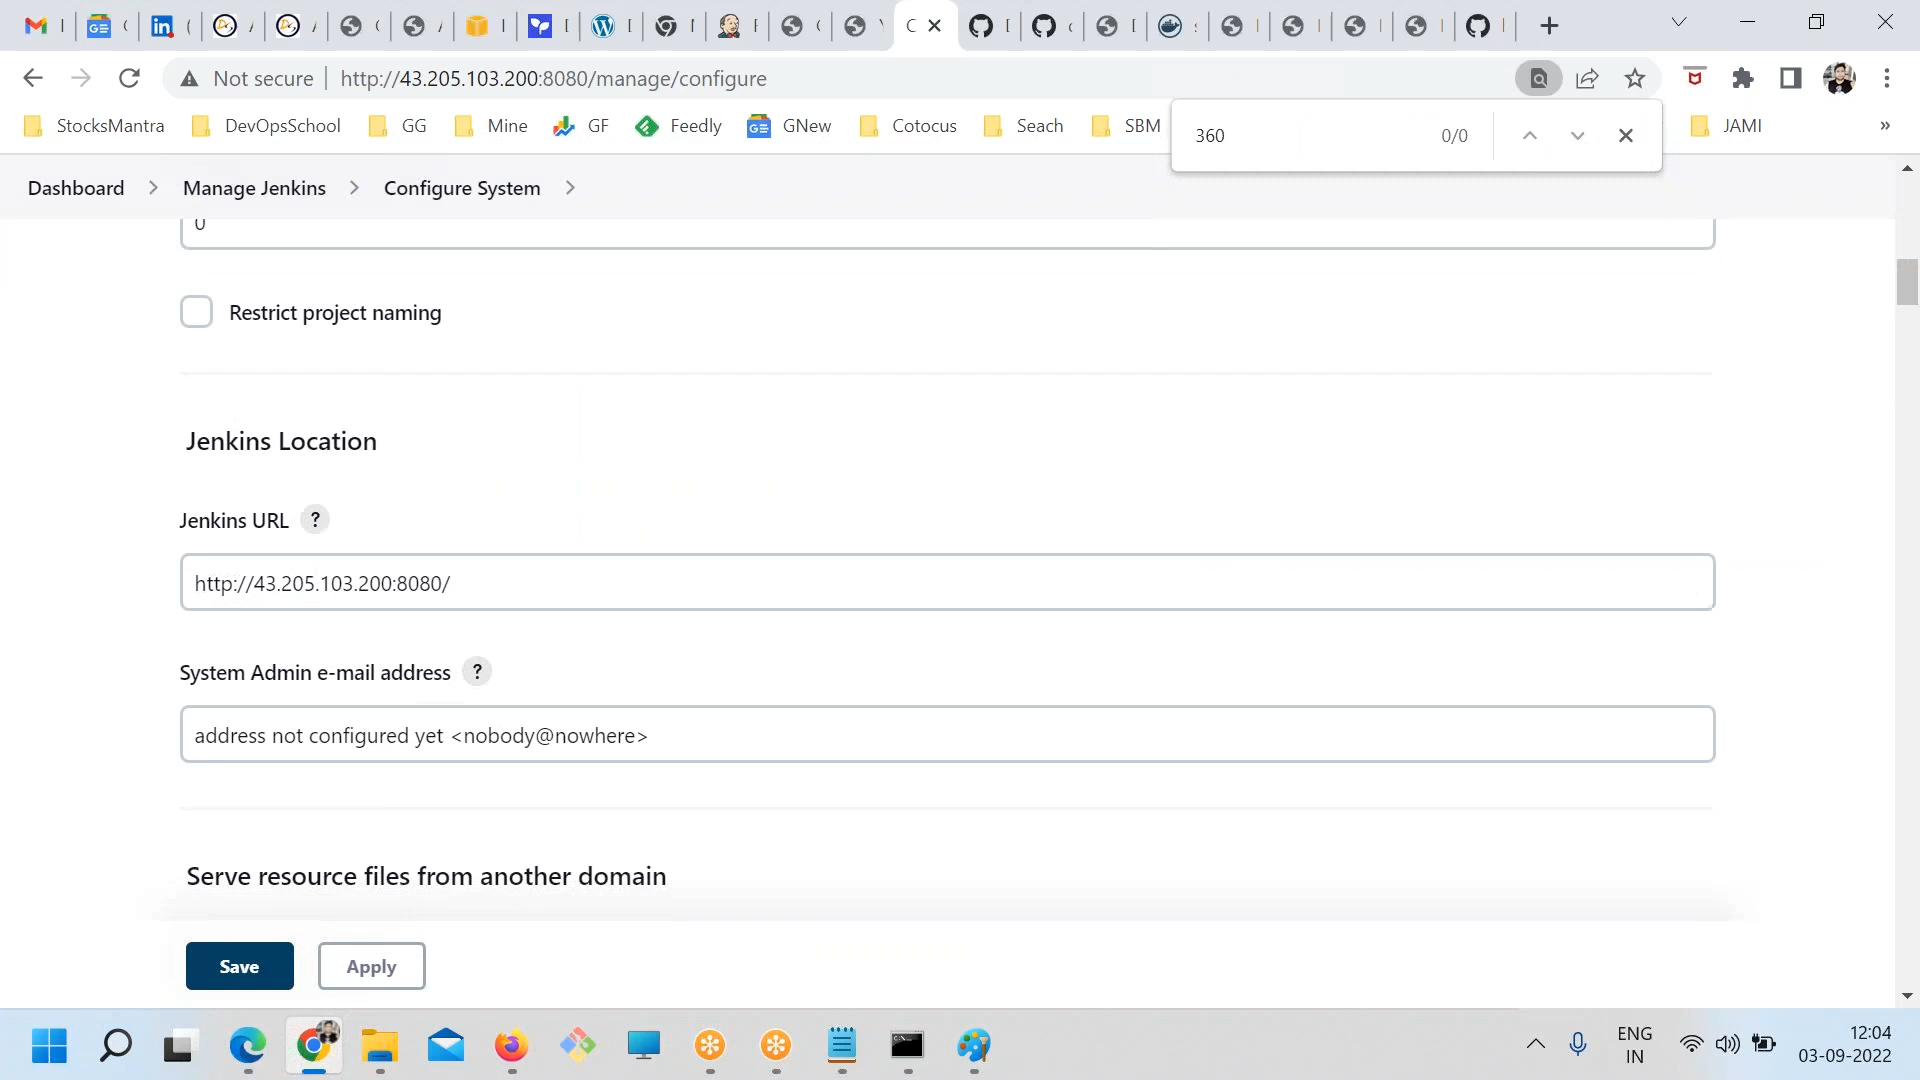 Not secure
http://43.205.103.200:8080/manage/configure
StocksMantra
DevOpsSchool
GG
Mine
GF
Feedly
GNew
Cotocus
Seach
SBM
JAMI
»
360
0/0
Dashboard > Manage Jenkins > Configure System >
0
Restrict project naming
Jenkins Location
Jenkins URL ?
http://43.205.103.200:8080/
System Admin e-mail address ?
address not configured yet <nobody@nowhere>
Serve resource files from another domain
Save
Apply
ENG
IN
12:04
03-09-2022